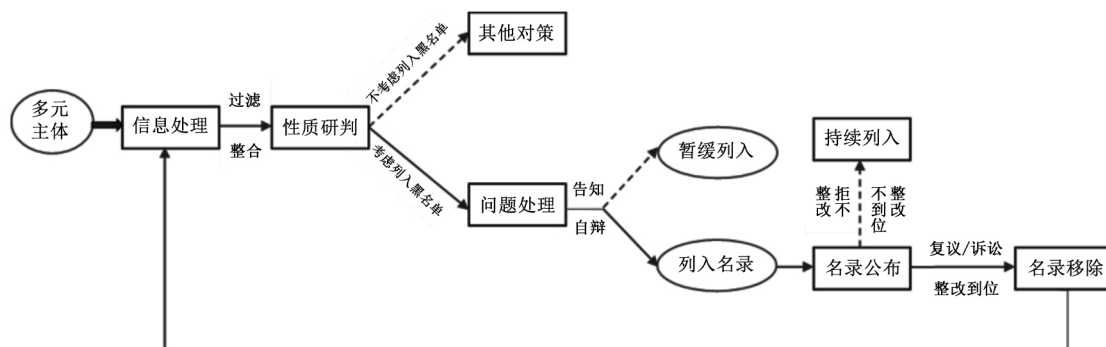 多元
主体
信息处理
过滤
整合
性质研判
不考虑列入黑名单
其他对策
考虑列入黑名单
问题处理
告知
自辩
暂缓列入
列入名录
持续列入
拒不
整改
整改
不到位
名录公布
复议/诉讼
整改到位
名录移除